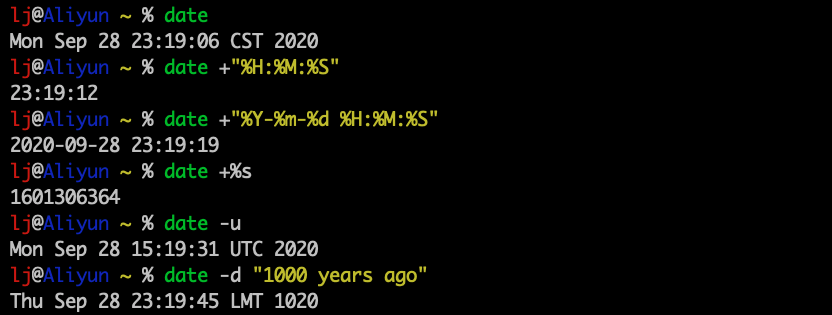 lj@Aliyun ~ % date
Mon Sep 28 23:19:06 CST 2020
lj@Aliyun ~ % date +"%H:%M:%S"
23:19:12
lj@Aliyun ~ % date +"%Y-%m-%d %H:%M:%S"
2020-09-28 23:19:19
lj@Aliyun ~ % date +%s
1601306364
lj@Aliyun ~ % date -u
Mon Sep 28 15:19:31 UTC 2020
lj@Aliyun ~ % date -d "1000 years ago"
Thu Sep 28 23:19:45 LMT 1020